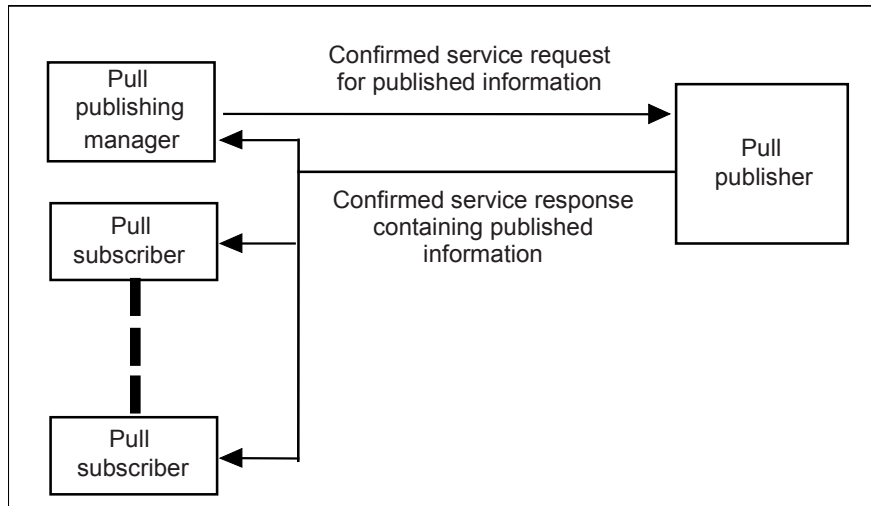 Pull
publishing
manager
Confirmed service request
for published information
Pull
publisher
Confirmed service response
containing published
information
Pull
subscriber
Pull
subscriber